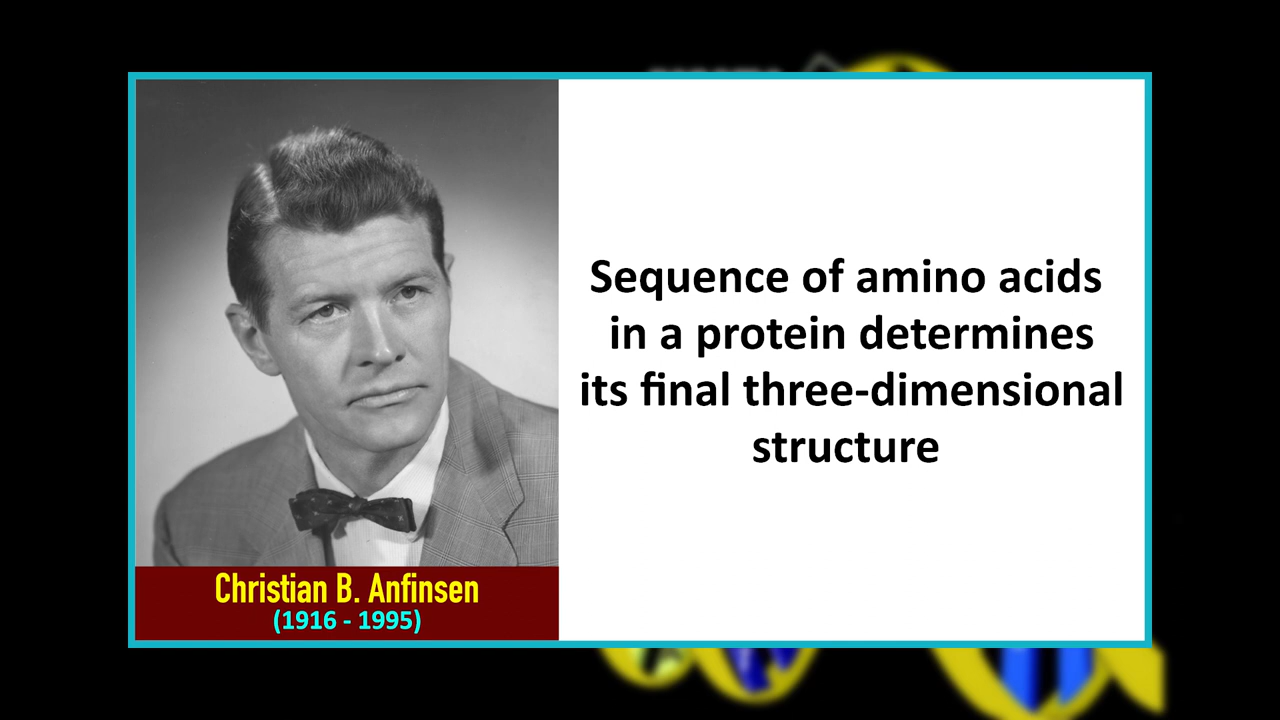 Sequence of amino acids
in a protein determines
its final three-dimensional
structure
Christian B. Anfinsen
(1916 - 1995)